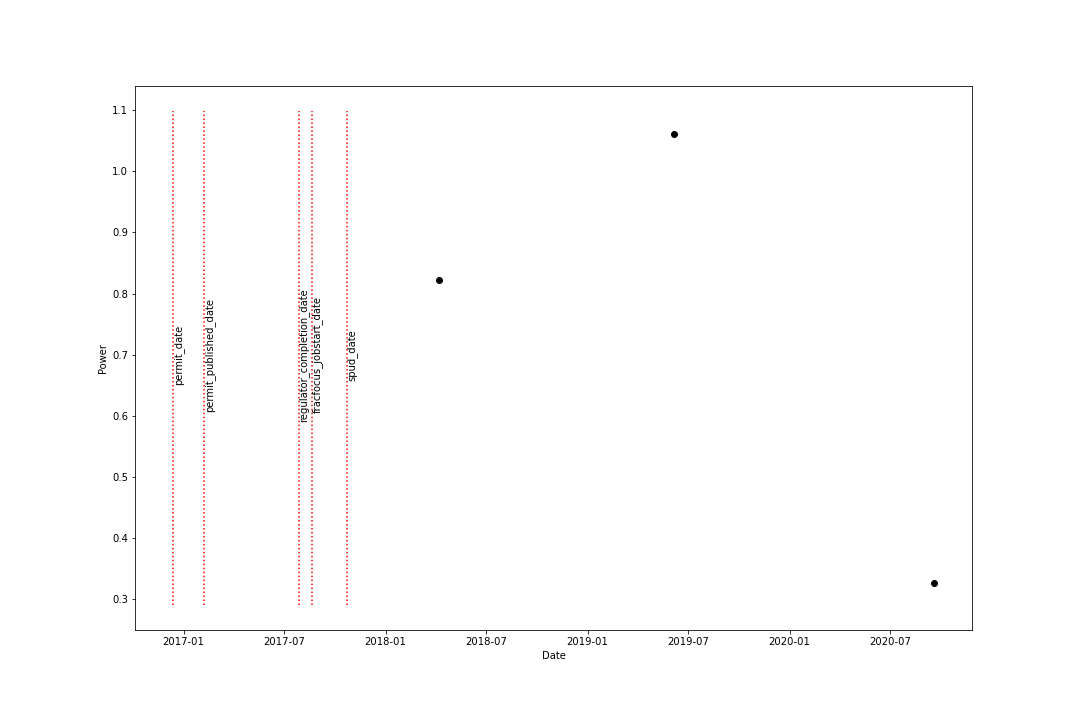 1.1
1.0
0.9
0.8
0.7
0.6
0.5
0.4
0.3
Power
permit_date
permit_published_date
regulator_completion_date
fracfocus_jobstart_date
spud_date
2017-01
2017-07
2018-01
2018-07
2019-01
2019-07
2020-01
2020-07
Date